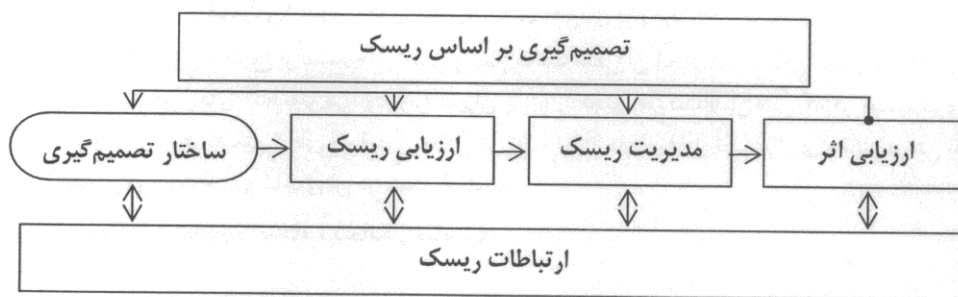 تصمیم‌گیری بر اساس ریسک
ساختار تصمیم‌گیری
ارزیابی ریسک
مدیریت ریسک
ارزیابی اثر
ارتباطات ریسک